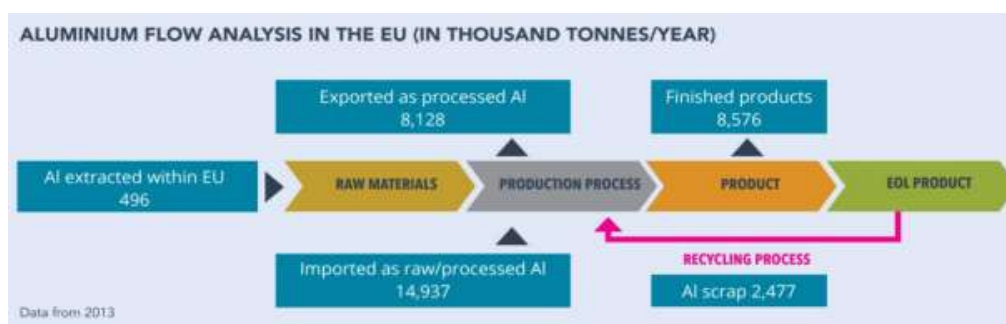 ALUMINIUM FLOW ANALYSIS IN THE EU (IN THOUSAND TONNES/YEAR)
Exported as processed Al
8,128
Finished products
8,576
Al extracted within EU
496
RAW MATERIALS
PRODUCTION PROCESS
PRODUCT
EOL PRODUCT
Imported as raw/processed Al
14,937
RECYCLING PROCESS
Al scrap 2,477
Data from 2013